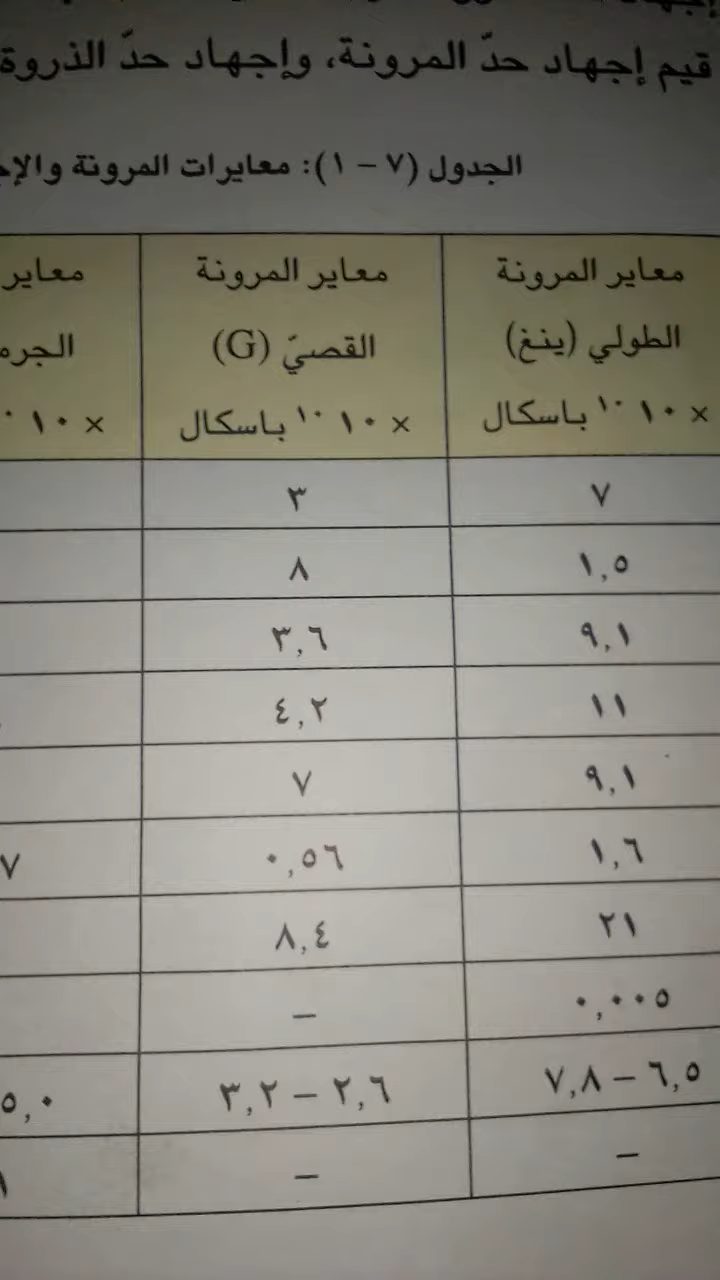 قيم إجهاد حدّ المرونة، وإجهاد حدّ الذروة
الجدول (٧ – ١): معايرات المرونة
معاير المرونة الطولي (ينغ) × ١٠ ١٠ باسكال
معاير المرونة القصيّ (G) × ١٠ ١٠ باسكال
معاير × ١٠
٧ ٣
١,٥ ٨
٩,١ ٣,٦
١١ ٤,٢
٩,١ ٧
١,٦ ٠,٥٦ ٧
٢١ ٨,٤
٠,٠٠٥ –
٦,٥ – ٧,٨ ٢,٦ – ٣,٢ ٥,٠
– –